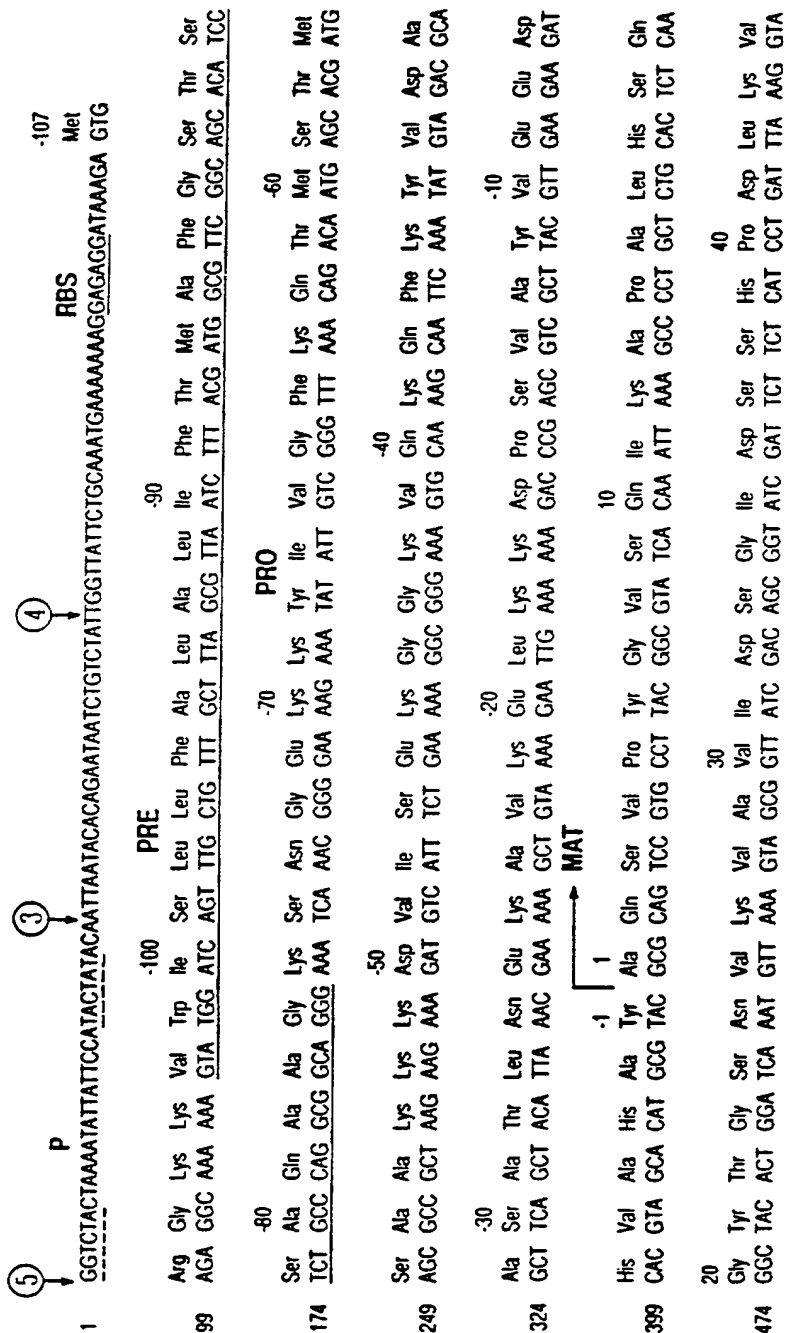 5 3 4
P RBS -107
Met
1 GGTCTACTAAAATATTATTCCATACTATACAATTAATACACAGAATAATCTGTCTATTGGTTATTCTGCAAATGAAAAAAAGGAGAGGATAAAGA GTG
PRE
-100 -90
Arg Gly Lys Lys Val Trp Ile Ser Leu Leu Phe Ala Leu Ala Leu Ile Phe Thr Met Ala Phe Gly Ser Thr Ser
99 AGA GGC AAA AAA GTA TGG ATC AGT TTG CTG TTT GCT TTA GCG TTA ATC TTT ACG ATG GCG TTC GGC AGC ACA TCC
PRO
-80 -70 -60
Ser Ala Gln Ala Ala Gly Lys Ser Asn Gly Glu Lys Lys Tyr Ile Val Gly Phe Lys Gln Thr Met Ser Thr Met
174 TCT GCC CAG GCG GCA GGG AAA TCA AAC GGG GAA AAG AAA TAT ATT GTC GGG TTT AAA CAG ACA ATG AGC ACG ATG
-50 -40
Ser Ala Ala Lys Lys Lys Asp Val Ile Ser Glu Lys Gly Gly Lys Val Gln Lys Gln Phe Lys Tyr Val Asp Ala
249 AGC GCC GCT AAG AAG AAA GAT GTC ATT TCT GAA AAA GGC GGG AAA GTG CAA AAG CAA TTC AAA TAT GTA GAC GCA
-30 -20 -10
Ala Ser Ala Thr Leu Asn Glu Lys Ala Val Lys Glu Leu Lys Lys Asp Pro Ser Val Ala Tyr Val Glu Glu Asp
324 GCT TCA GCT ACA TTA AAC GAA AAA GCT GTA AAA GAA TTG AAA AAA GAC CCG AGC GTC GCT TAC GTT GAA GAA GAT
MAT
-1 1 10
His Val Ala His Ala Tyr Ala Gln Ser Val Pro Tyr Gly Val Ser Gln Ile Lys Ala Pro Ala Leu His Ser Gln
399 CAC GTA GCA CAT GCG TAC GCG CAG TCC GTG CCT TAC GGC GTA TCA CAA ATT AAA GCC CCT GCT CTG CAC TCT CAA
20 30 40
Gly Tyr Thr Gly Ser Asn Val Lys Val Ala Val Ile Asp Ser Gly Ile Asp Ser Ser His Pro Asp Leu Lys Val
474 GGC TAC ACT GGA TCA AAT GTT AAA GTA GCG GTT ATC GAC AGC GGT ATC GAT TCT TCT CAT CCT GAT TTA AAG GTA